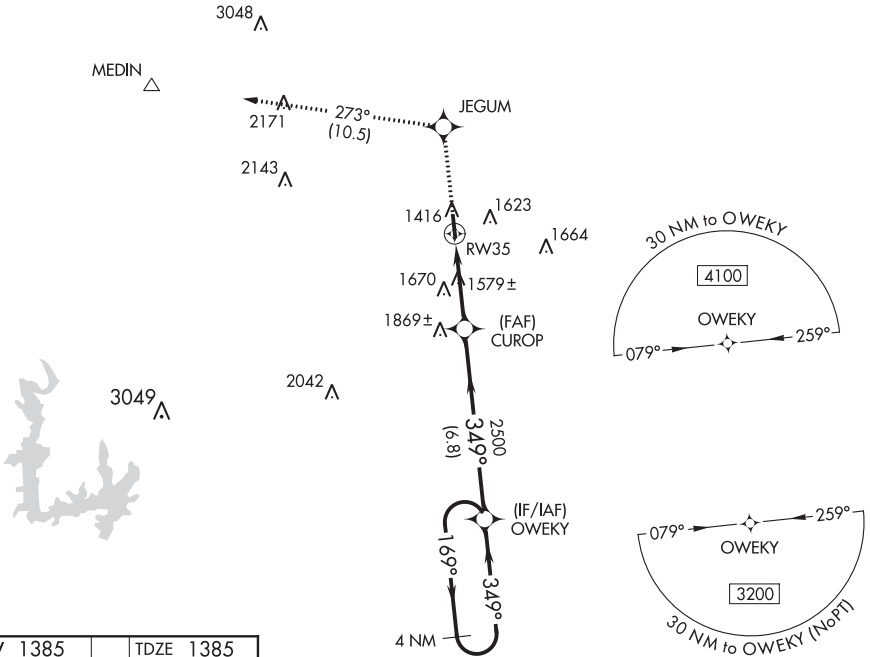 3048
MEDIN
2171
273°
(10.5)
JEGUM
2143
1416
1623
RW35
1664
1670
1579±
1869±
(FAF)
CUROP
30 NM to OWEKY
4100
OWEKY
079°
259°
3049
2042
2500
349°
(6.8)
(IF/IAF)
OWEKY
169°
349°
4 NM
079°
259°
OWEKY
3200
30 NM to OWEKY (NoPT)
1385
TDZE 1385